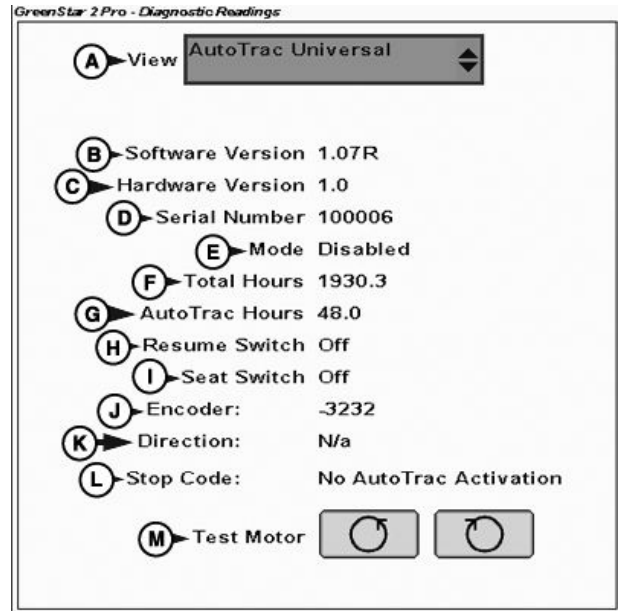 GreenStar 2 Pro - Diagnostic Readings
A View AutoTrac Universal
B Software Version 1.07R
C Hardware Version 1.0
D Serial Number 100006
E Mode Disabled
F Total Hours 1930.3
G AutoTrac Hours 48.0
H Resume Switch Off
I Seat Switch Off
J Encoder: -3232
K Direction: N/a
L Stop Code: No AutoTrac Activation
M Test Motor